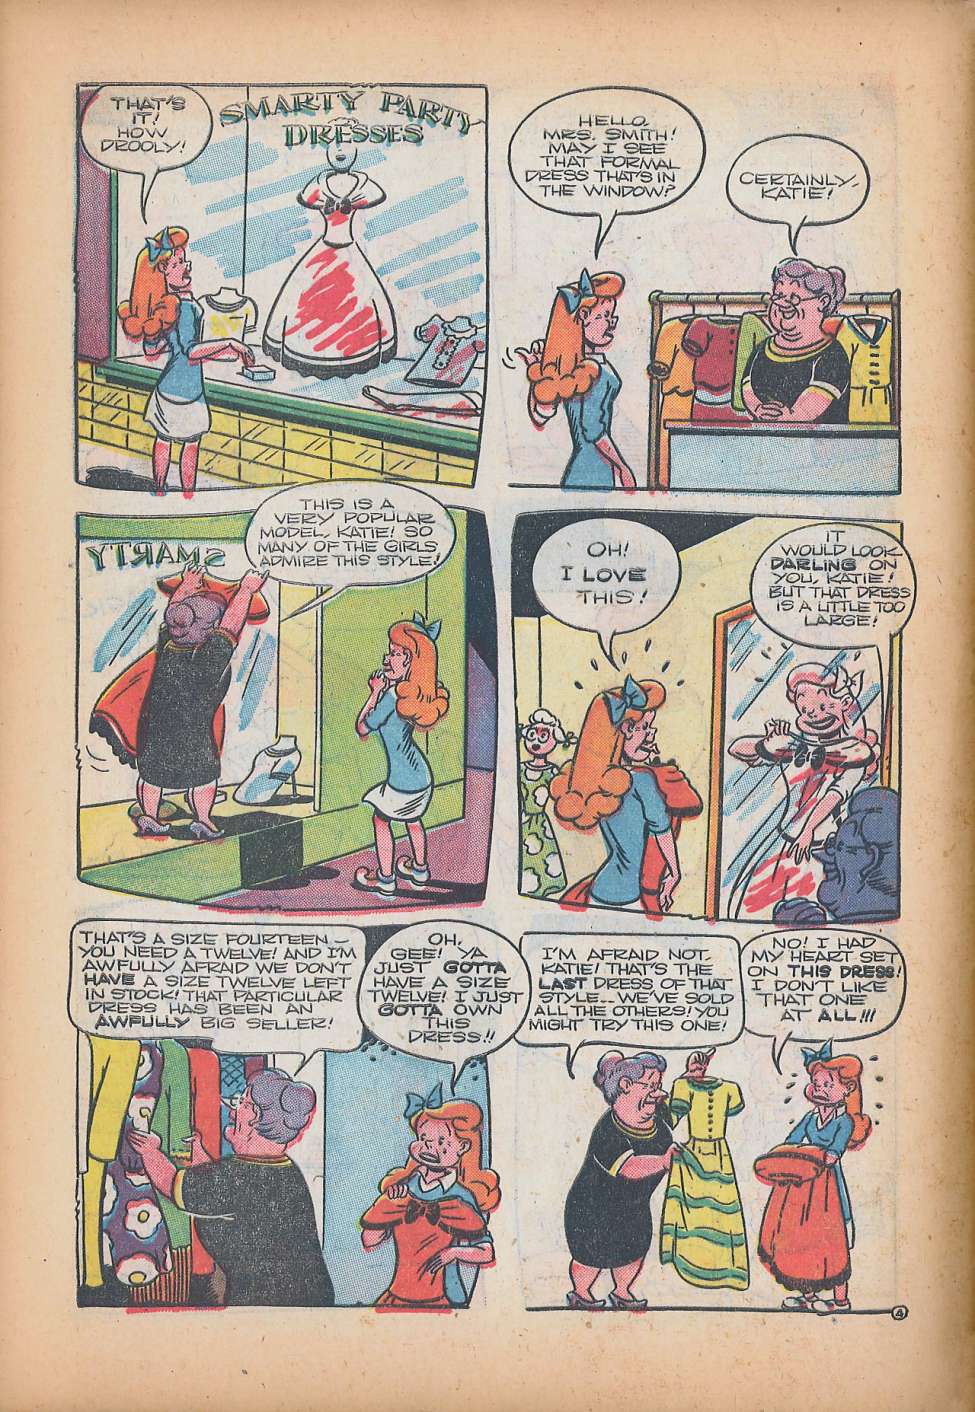 THAT'S
IT!
HOW
DROOLY!
SMARTY PARTY
DRESSES
HELLO,
MRS. SMITH!
MAY I SEE
THAT FORMAL
DRESS THAT'S IN
THE WINDOW?
CERTAINLY,
KATIE!
THIS IS A
VERY POPULAR
MODEL, KATIE! SO
MANY OF THE GIRLS
ADMIRE THIS STYLE!
SMARTY
OH!
I LOVE
THIS!
IT
WOULD LOOK
DARLING ON
YOU, KATIE!
BUT THAT DRESS
IS A LITTLE TOO
LARGE!
THAT'S A SIZE FOURTEEN—
YOU NEED A TWELVE! AND I'M
AWFULLY AFRAID WE DON'T
HAVE A SIZE TWELVE LEFT
IN STOCK! THAT PARTICULAR
DRESS HAS BEEN AN
AWFULLY BIG SELLER!
OH,
GEE! YA
JUST GOTTA
HAVE A SIZE
TWELVE! I JUST
GOTTA OWN
THIS
DRESS!!
I'M AFRAID NOT,
KATIE! THAT'S THE
LAST DRESS OF THAT
STYLE-- WE'VE SOLD
ALL THE OTHERS! YOU
MIGHT TRY THIS ONE!
NO! I HAD
MY HEART SET
ON THIS DRESS!
I DON'T LIKE
THAT ONE
AT ALL!!!
4